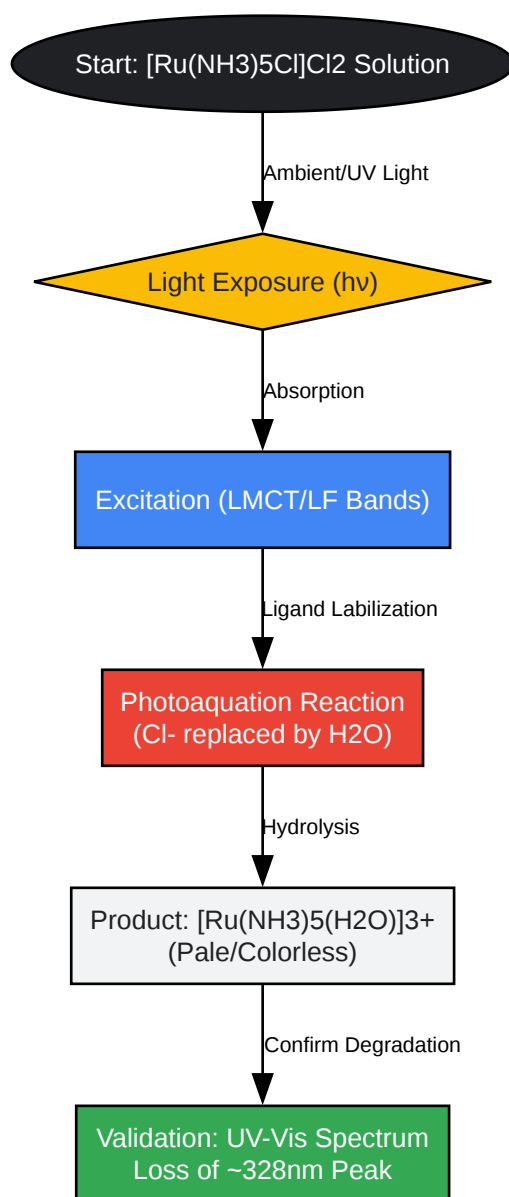 Start: [Ru(NH3)5Cl]Cl2 Solution
Ambient/UV Light
Light Exposure (hν)
Absorption
Excitation (LMCT/LF Bands)
Ligand Labilization
Photoaquation Reaction
(Cl- replaced by H2O)
Hydrolysis
Product: [Ru(NH3)5(H2O)]3+
(Pale/Colorless)
Confirm Degradation
Validation: UV-Vis Spectrum
Loss of ~328nm Peak